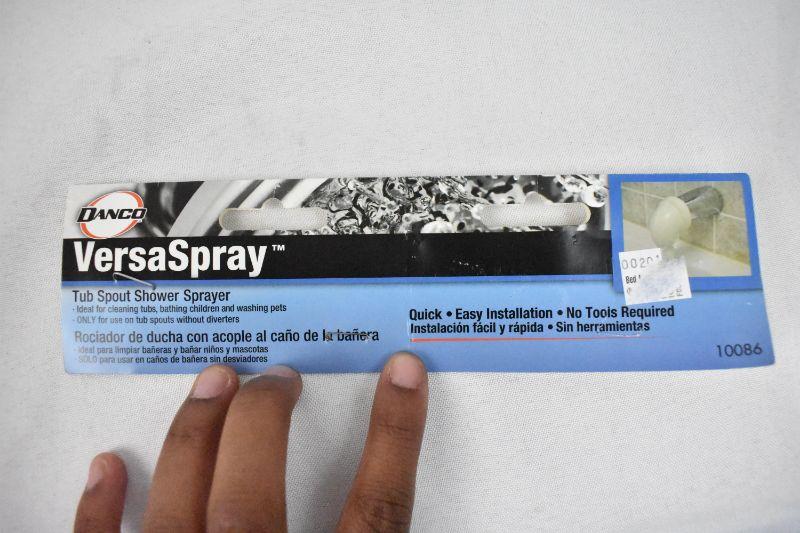 DANCO
VersaSpray™
Tub Spout Shower Sprayer
- Ideal for cleaning tubs, bathing children and washing pets
- ONLY for use on tub spouts without diverters
Rociador de ducha con acople al caño de la bañera
- Ideal para limpiar bañeras y bañar niños y mascotas
- SÓLO para usar en caños de bañera sin desviadores
Quick • Easy Installation • No Tools Required
Instalación fácil y rápida • Sin herramientas
0020
Bed
10086